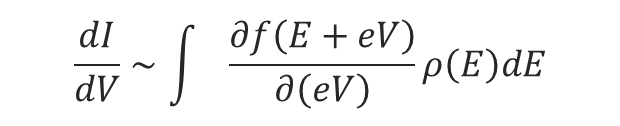 dI/dV ~ ∫ ∂f(E + eV)/∂(eV) ρ(E)dE